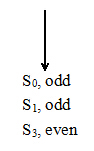 S₀, odd
S₁, odd
S₃, even